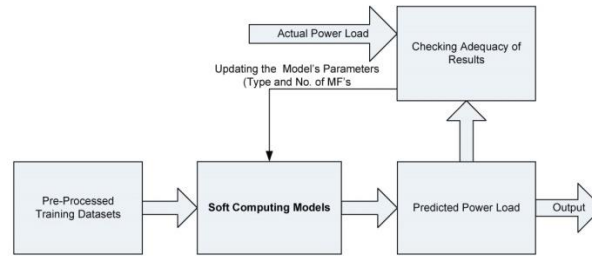 Actual Power Load
Checking Adequacy of
Results
Updating the Model's Parameters
(Type and No. of MF's
Pre-Processed
Training Datasets
Soft Computing Models
Predicted Power Load
Output